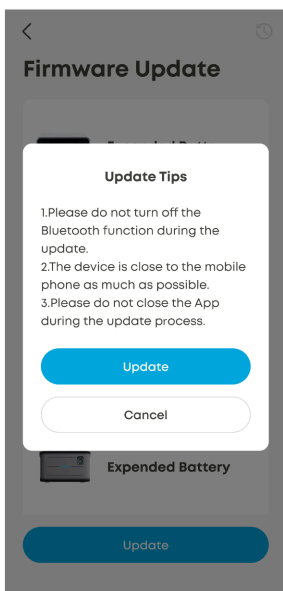 Firmware Update
Update Tips
1.Please do not turn off the
Bluetooth function during the
update.
2.The device is close to the mobile
phone as much as possible.
3.Please do not close the App
during the update process.
Update
Cancel
Expended Battery
Update